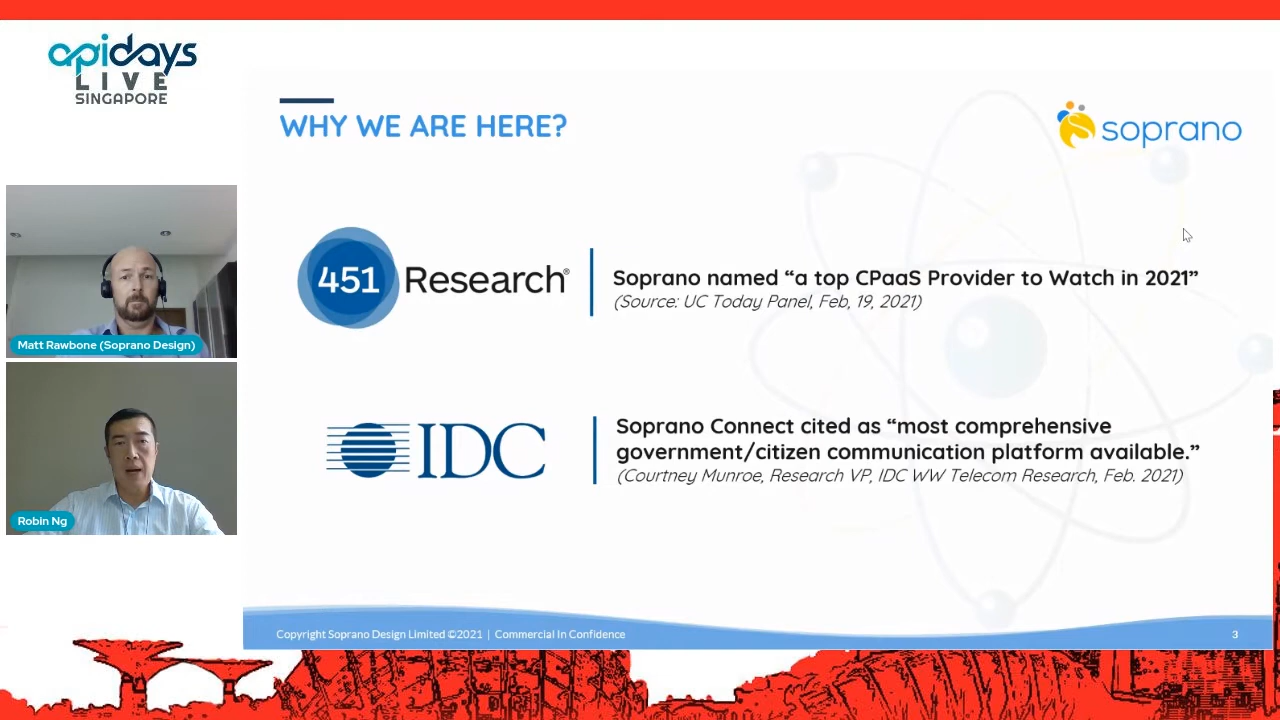 apidays
LIVE
SINGAPORE
WHY WE ARE HERE?
soprano
451 Research®
Soprano named “a top CPaaS Provider to Watch in 2021”
(Source: UC Today Panel, Feb, 19, 2021)
Matt Rawbone (Soprano Design)
IDC
Soprano Connect cited as “most comprehensive
government/citizen communication platform available.”
(Courtney Munroe, Research VP, IDC WW Telecom Research, Feb. 2021)
Robin Ng
Copyright Soprano Design Limited ©2021 | Commercial In Confidence
3